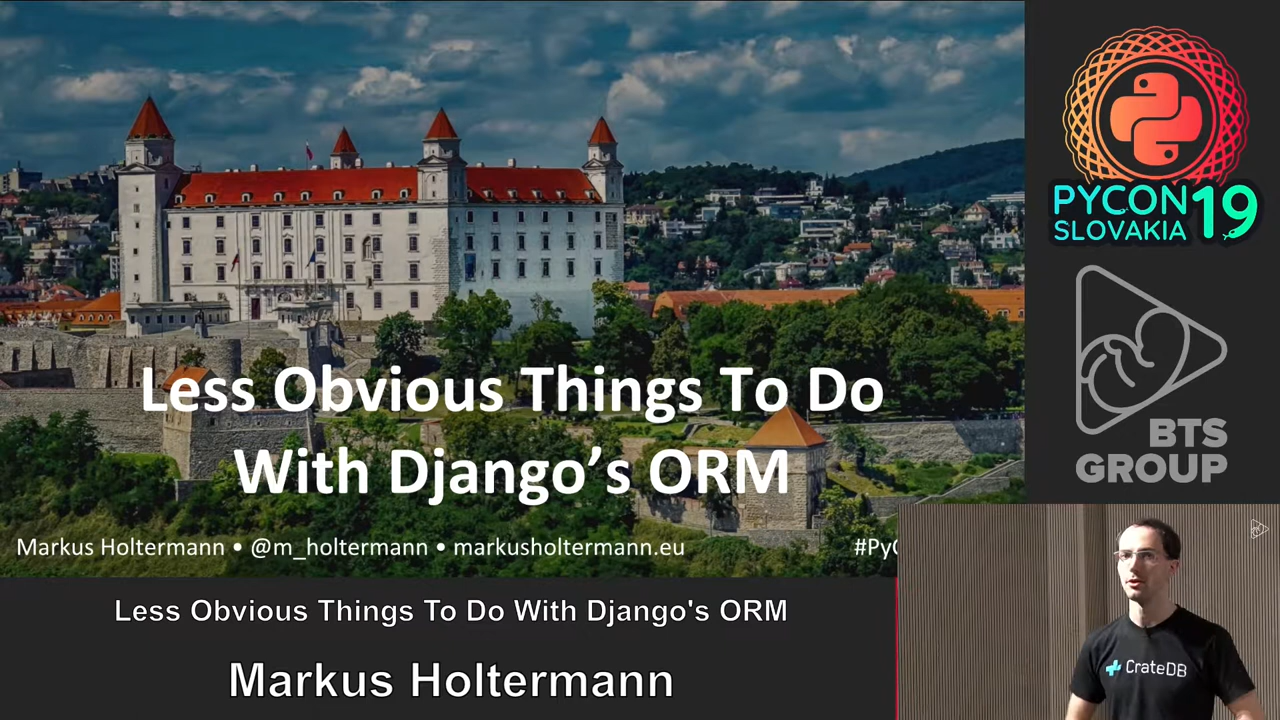 Less Obvious Things To Do
With Django’s ORM
Markus Holtermann • @m_holtermann • markusholtermann.eu
#PyC
Less Obvious Things To Do With Django's ORM
Markus Holtermann
PYCON
SLOVAKIA
19
BTS
GROUP
CrateDB